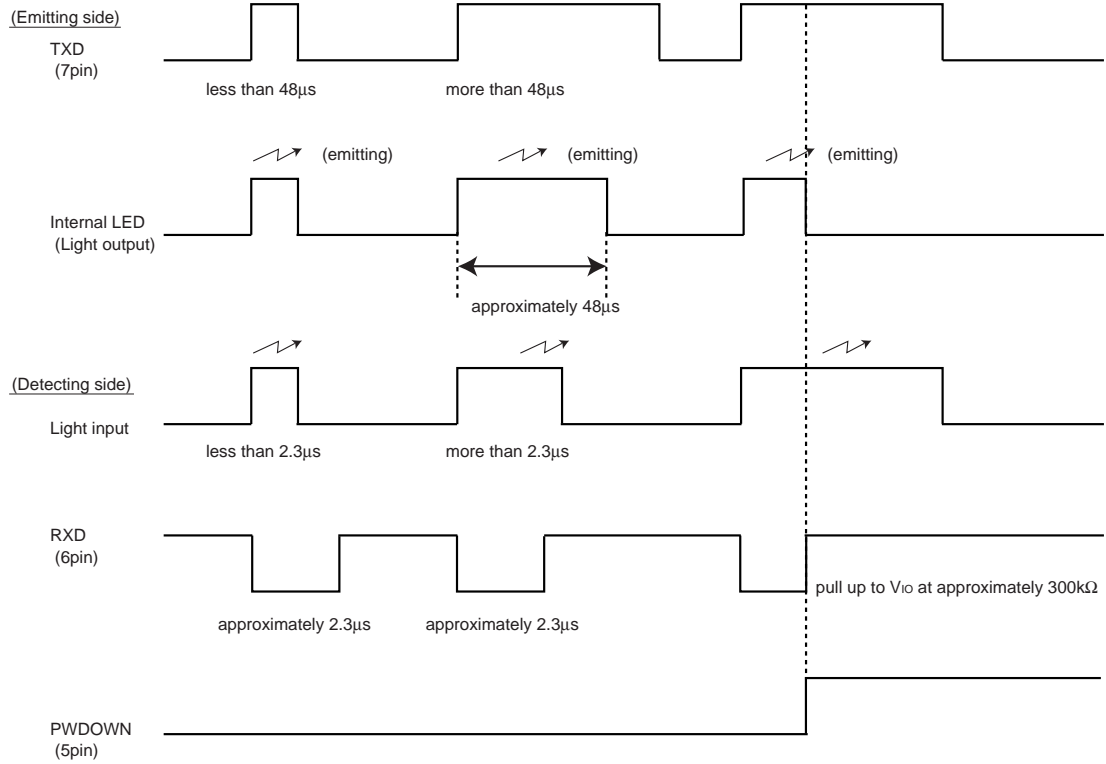 (Emitting side)
TXD
(7pin)
less than 48μs
more than 48μs
(emitting)
(emitting)
(emitting)
Internal LED
(Light output)
approximately 48μs
(Detecting side)
Light input
less than 2.3μs
more than 2.3μs
RXD
(6pin)
pull up to VIO at approximately 300kΩ
approximately 2.3μs
approximately 2.3μs
PWDOWN
(5pin)